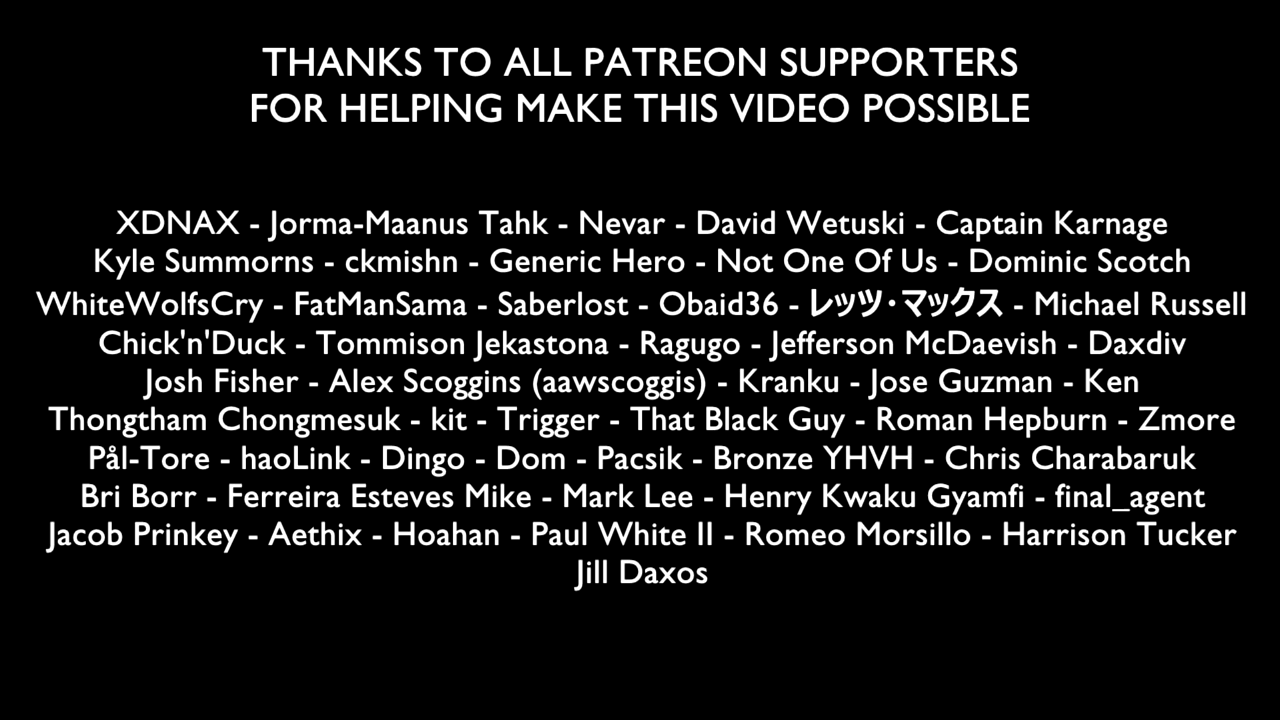 THANKS TO ALL PATREON SUPPORTERS
FOR HELPING MAKE THIS VIDEO POSSIBLE
XDNAX - Jorma-Maanus Tahk - Nevar - David Wetuski - Captain Karnage
Kyle Summorns - ckmishn - Generic Hero - Not One Of Us - Dominic Scotch
WhiteWolfsCry - FatManSama - Saberlost - Obaid36 - レッツ・マックス - Michael Russell
Chick'n'Duck - Tommison Jekastona - Ragugo - Jefferson McDaevish - Daxdiv
Josh Fisher - Alex Scoggins (aawscoggis) - Kranku - Jose Guzman - Ken
Thongtham Chongmesuk - kit - Trigger - That Black Guy - Roman Hepburn - Zmore
Pål-Tore - haoLink - Dingo - Dom - Pacsik - Bronze YHVH - Chris Charabaruk
Bri Borr - Ferreira Esteves Mike - Mark Lee - Henry Kwaku Gyamfi - final_agent
Jacob Prinkey - Aethix - Hoahan - Paul White II - Romeo Morsillo - Harrison Tucker
Jill Daxos